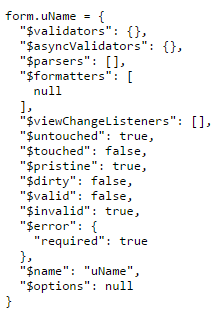 form.uName = {
  "$validators": {},
  "$asyncValidators": {},
  "$parsers": [],
  "$formatters": [
    null
  ],
  "$viewChangeListeners": [],
  "$untouched": true,
  "$touched": false,
  "$pristine": true,
  "$dirty": false,
  "$valid": false,
  "$invalid": true,
  "$error": {
    "required": true
  },
  "$name": "uName",
  "$options": null
}